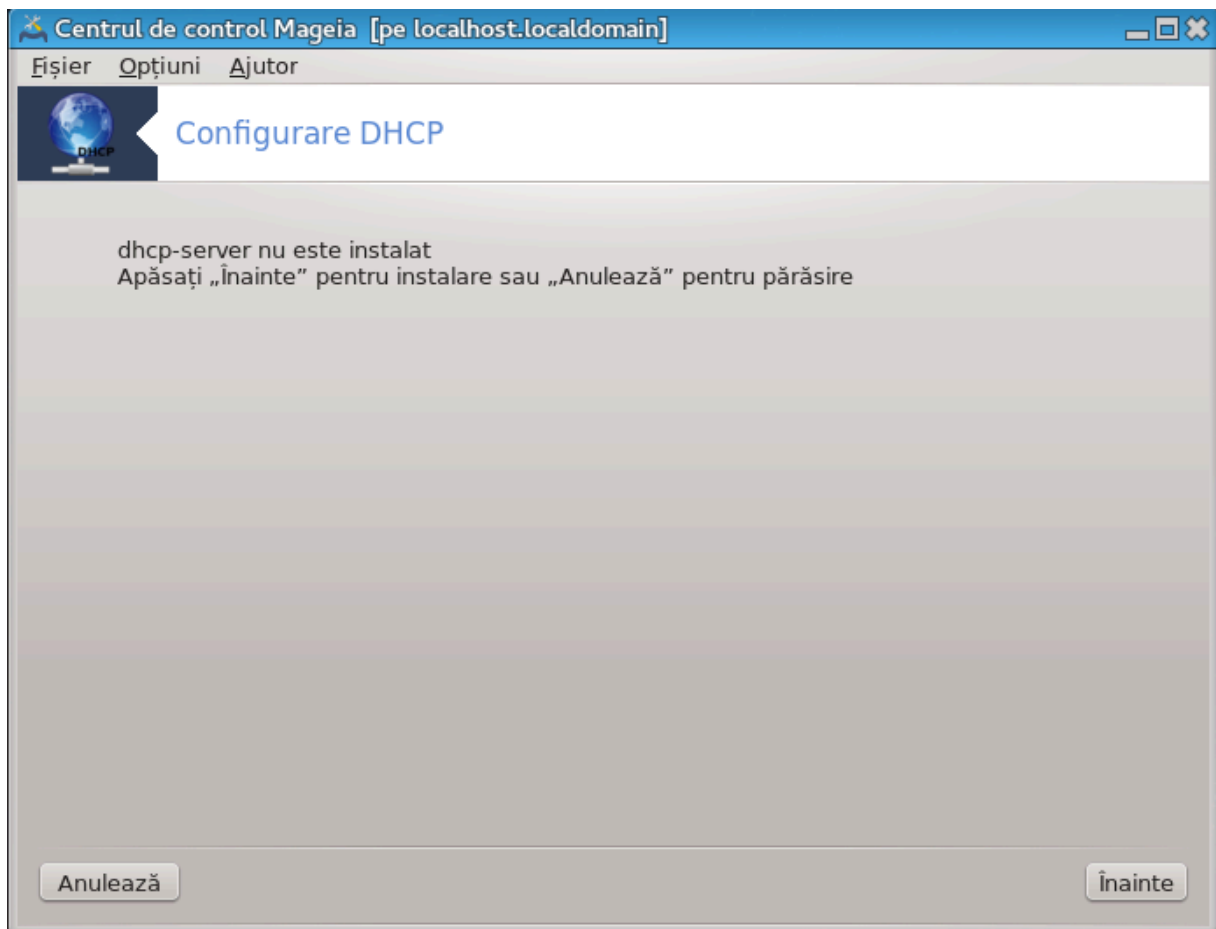 Centrul de control Mageia [pe localhost.localdomain]
Fișier Opțiuni Ajutor
DHCP
Configurare DHCP
dhcp-server nu este instalat
Apăsați „Înainte” pentru instalare sau „Anulează” pentru părăsire
Anulează Înainte